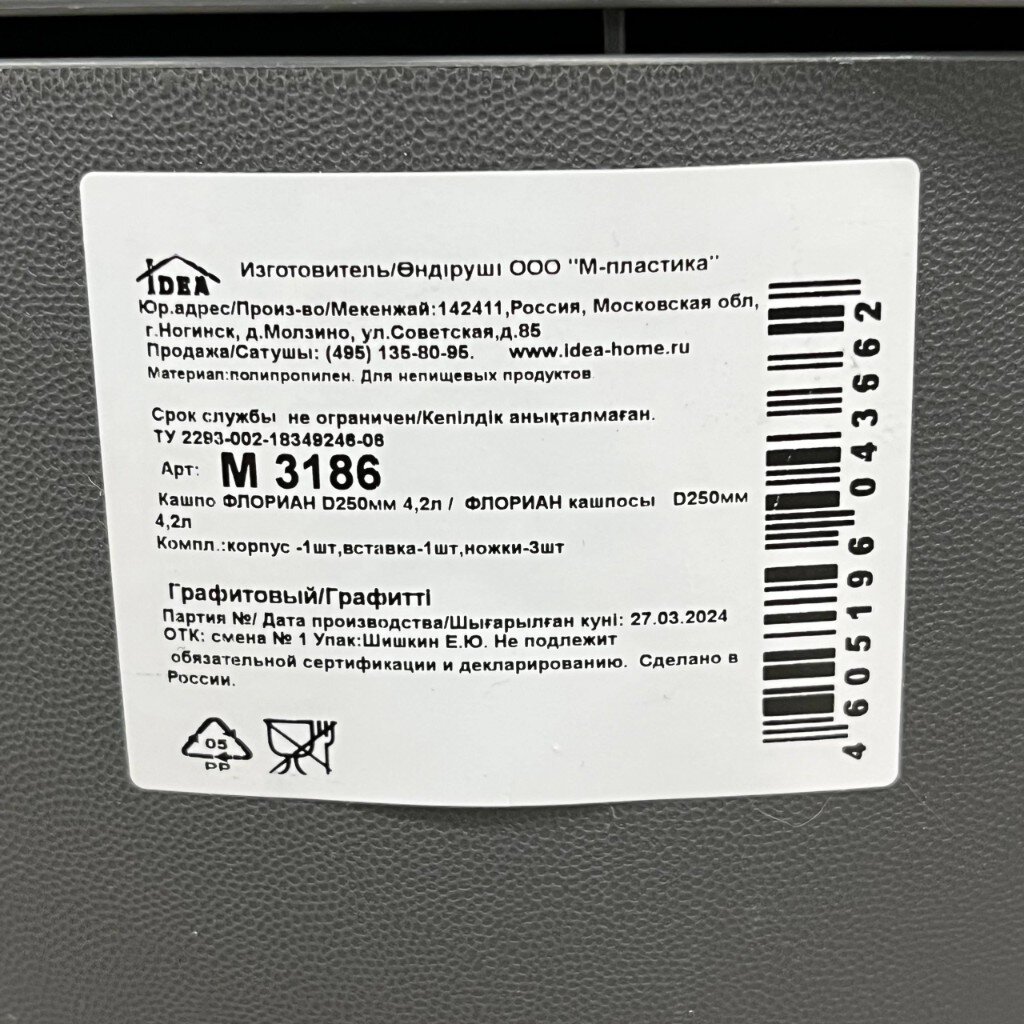 IDEA
Изготовитель/Өндіруші ООО "М-пластика"
Юр.адрес/Произ-во/Мекенжай:142411,Россия, Московская обл,
г.Ногинск, д.Молзино, ул.Советская,д.85
Продажа/Сатушы: (495) 135-80-95. www.idea-home.ru
Материал:полипропилен. Для непищевых продуктов
Срок службы не ограничен/Кепілдік анықталмаған.
ТУ 2293-002-18349246-06
Арт: М 3186
Кашпо ФЛОРИАН D250мм 4,2л / ФЛОРИАН кашпосы D250мм
4,2л
Компл.:корпус -1шт,вставка-1шт,ножки-3шт
Графитовый/Графитті
Партия №/ Дата производства/Шығарылған куні: 27.03.2024
ОТК: смена № 1 Упак:Шишкин Е.Ю. Не подлежит
обязательной сертификации и декларированию. Сделано в
России.
05
PP
4 605196 043662